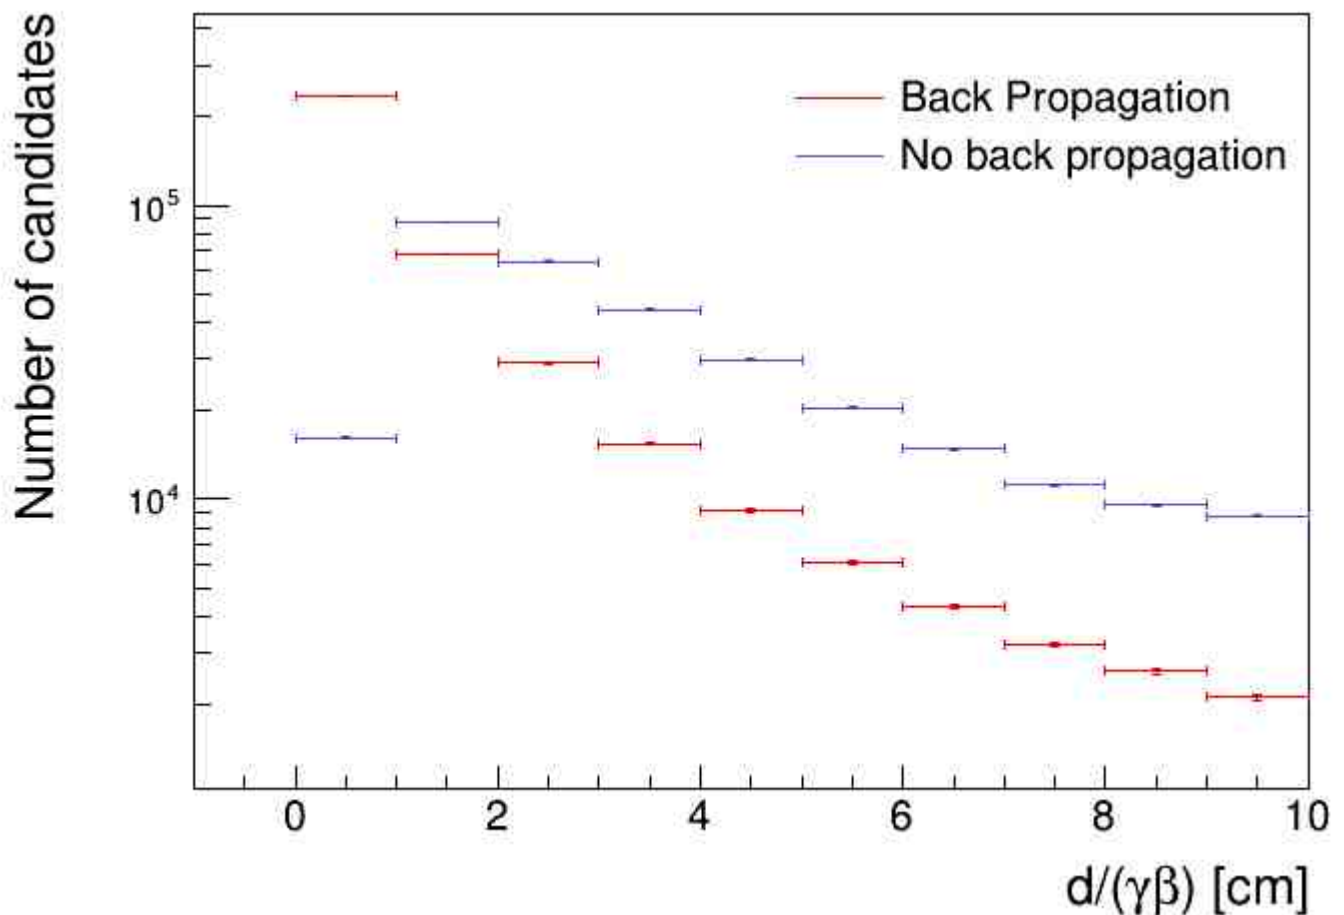 Number of candidates
Back Propagation
No back propagation
10⁵
10⁴
0 2 4 6 8 10
d/(γβ) [cm]